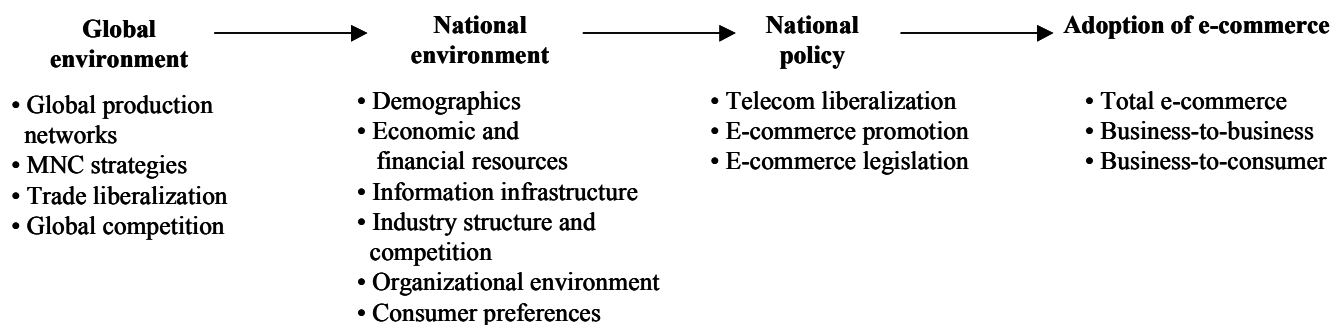 Global
environment
• Global production
networks
• MNC strategies
• Trade liberalization
• Global competition
National
environment
• Demographics
• Economic and
financial resources
• Information infrastructure
• Industry structure and
competition
• Organizational environment
• Consumer preferences
National
policy
• Telecom liberalization
• E-commerce promotion
• E-commerce legislation
Adoption of e-commerce
• Total e-commerce
• Business-to-business
• Business-to-consumer